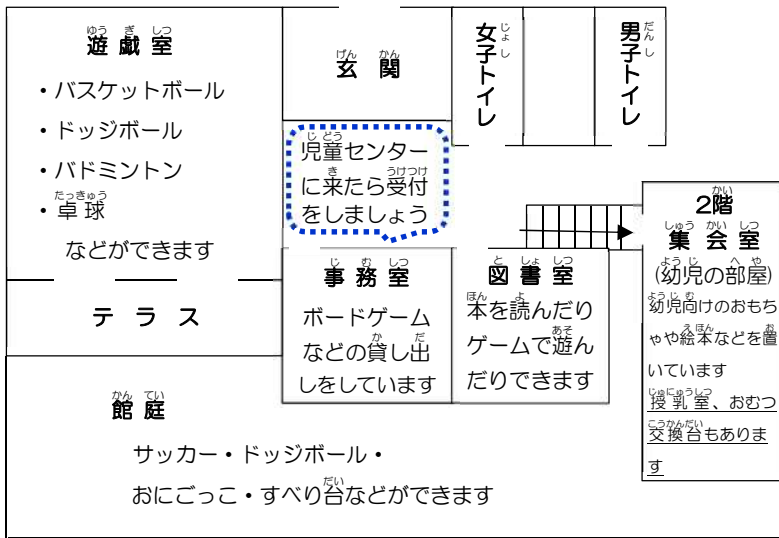 遊戯室
・バスケットボール
・ドッジボール
・バドミントン
・卓球
などができます
玄関
女子トイレ
男子トイレ
児童センター
に来たら受付
をしましょう
テラス
事務室
ボードゲーム
などの貸し出
しをしています
図書室
本を読んだり
ゲームで遊ん
だりできます
2階
集会室
(幼児の部屋)
幼児向けのおもち
ゃや絵本などを置
いています
授乳室、おむつ
交換台もありま
す
館庭
サッカー・ドッジボール・
おにごっこ・すべり台などができます